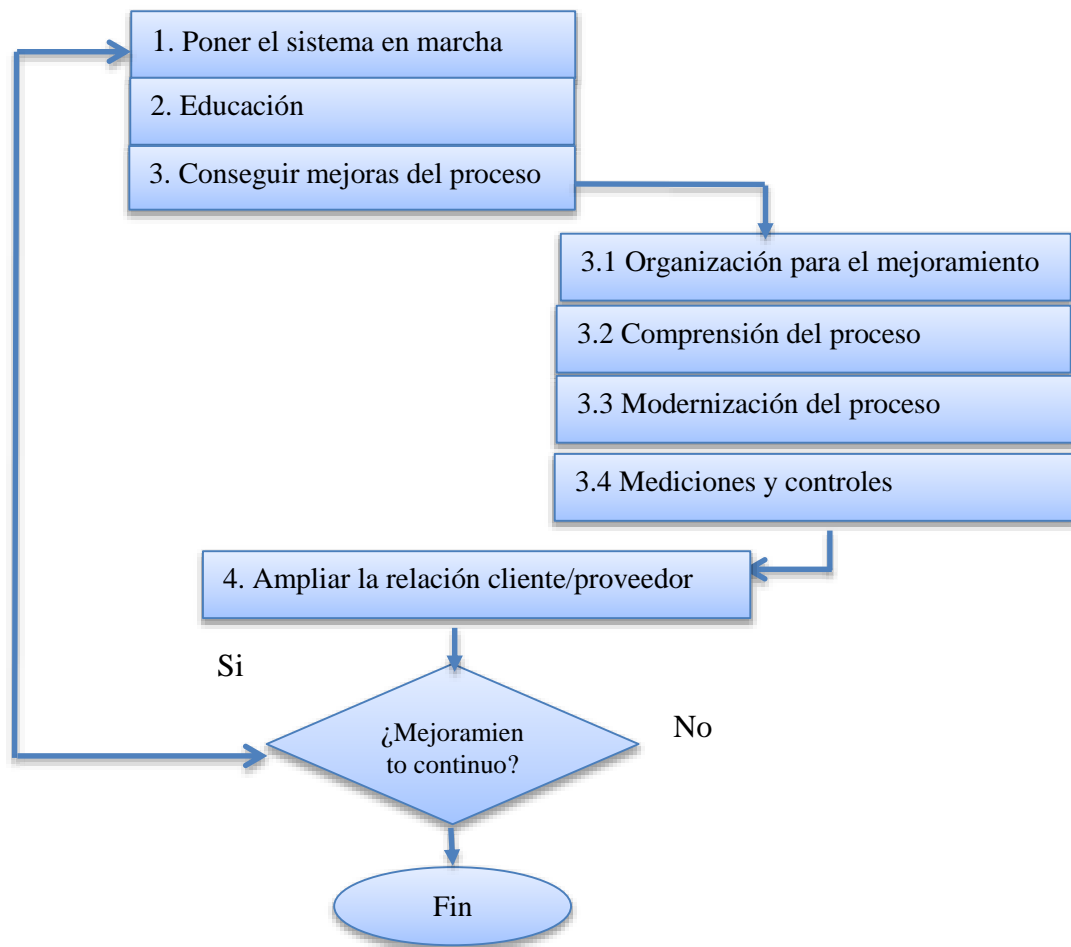 1. Poner el sistema en marcha
2. Educación
3. Conseguir mejoras del proceso
3.1 Organización para el mejoramiento
3.2 Comprensión del proceso
3.3 Modernización del proceso
3.4 Mediciones y controles
4. Ampliar la relación cliente/proveedor
Si
¿Mejoramien
to continuo?
No
Fin